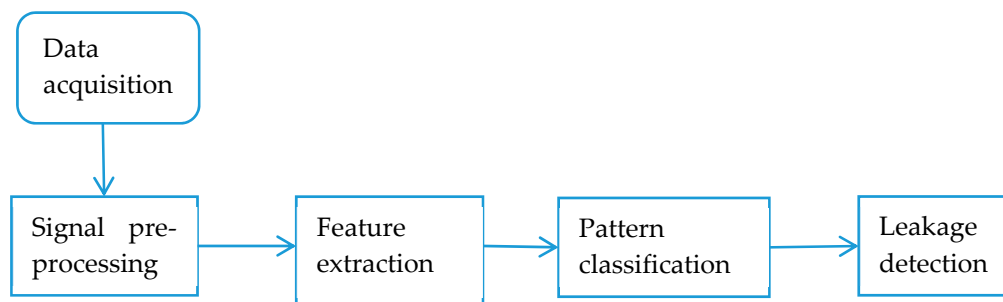 Data
acquisition
Signal pre-
processing
Feature
extraction
Pattern
classification
Leakage
detection